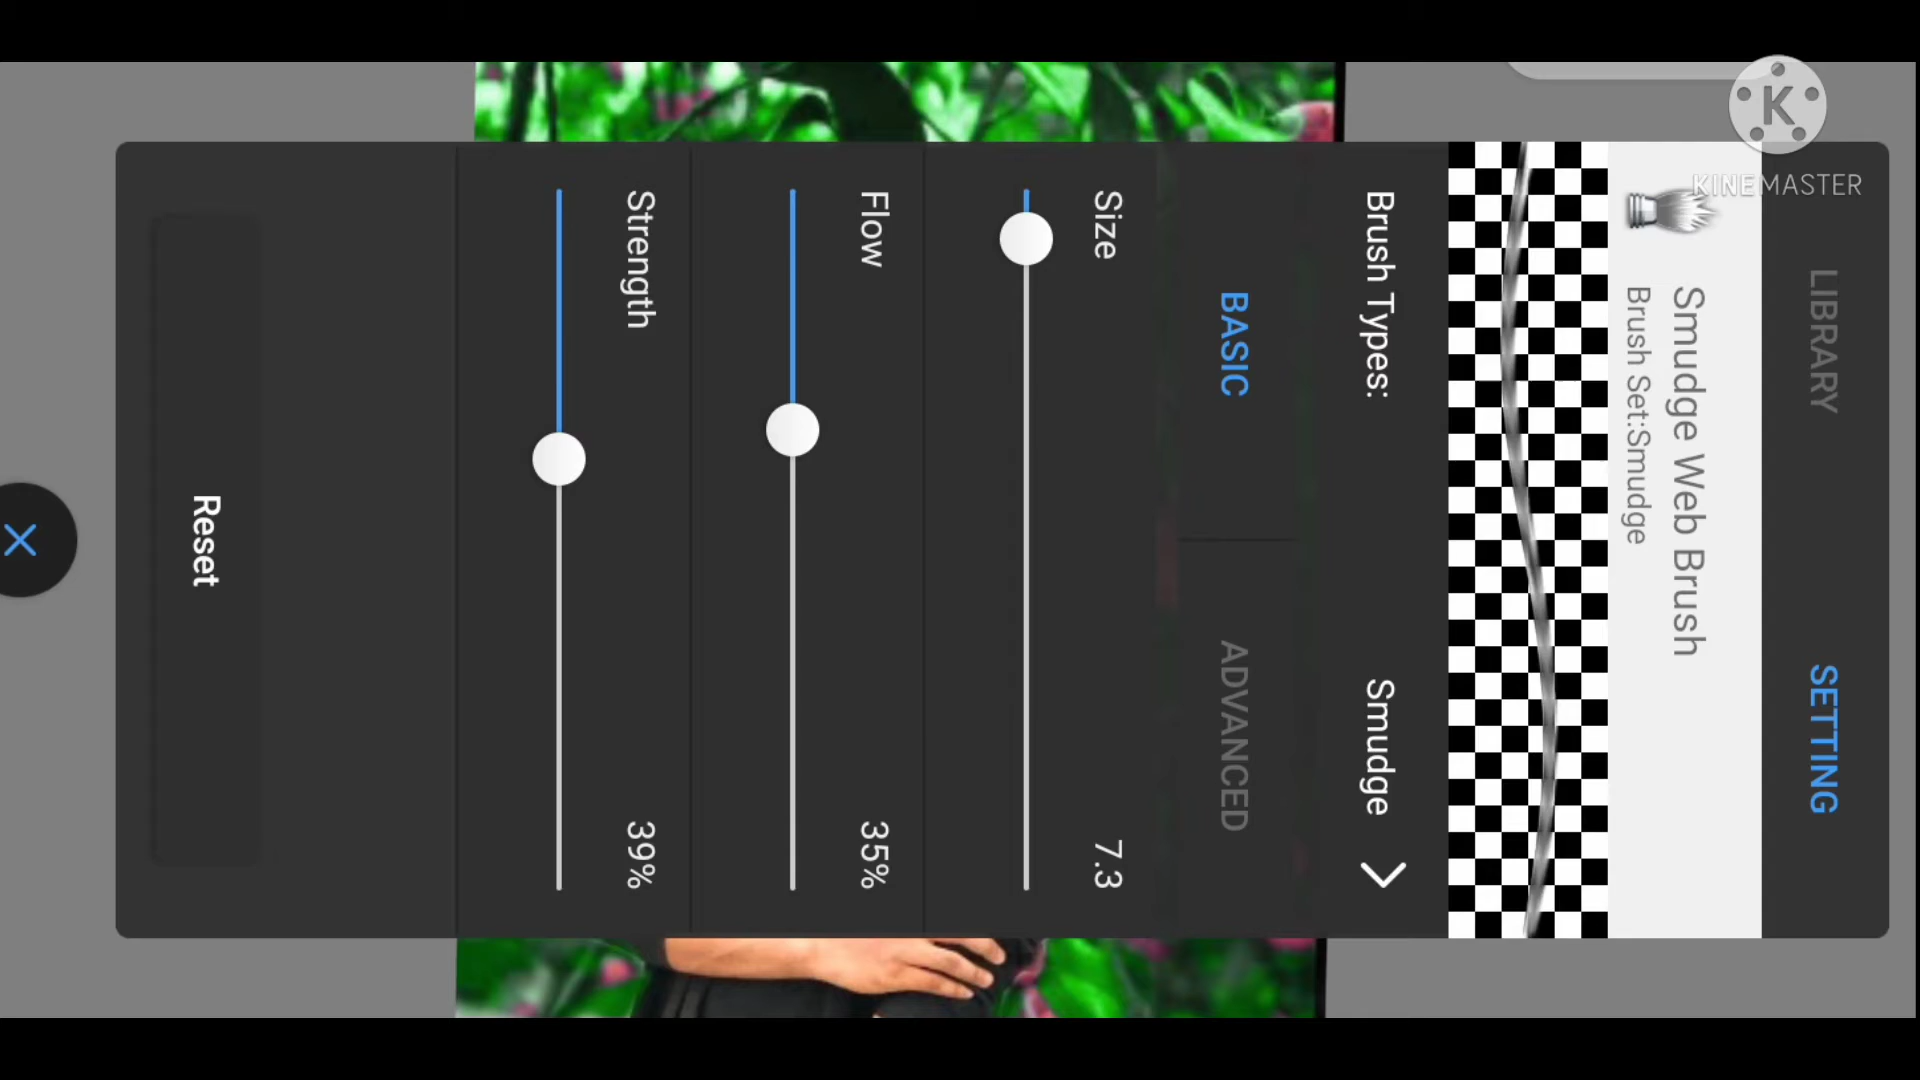 LIBRARY SETTING
Smudge Web Brush
Brush Set:Smudge
Brush Types: Smudge
BASIC ADVANCED
Size 7.3
Flow 35%
Strength 39%
Reset
K
KINEMASTER